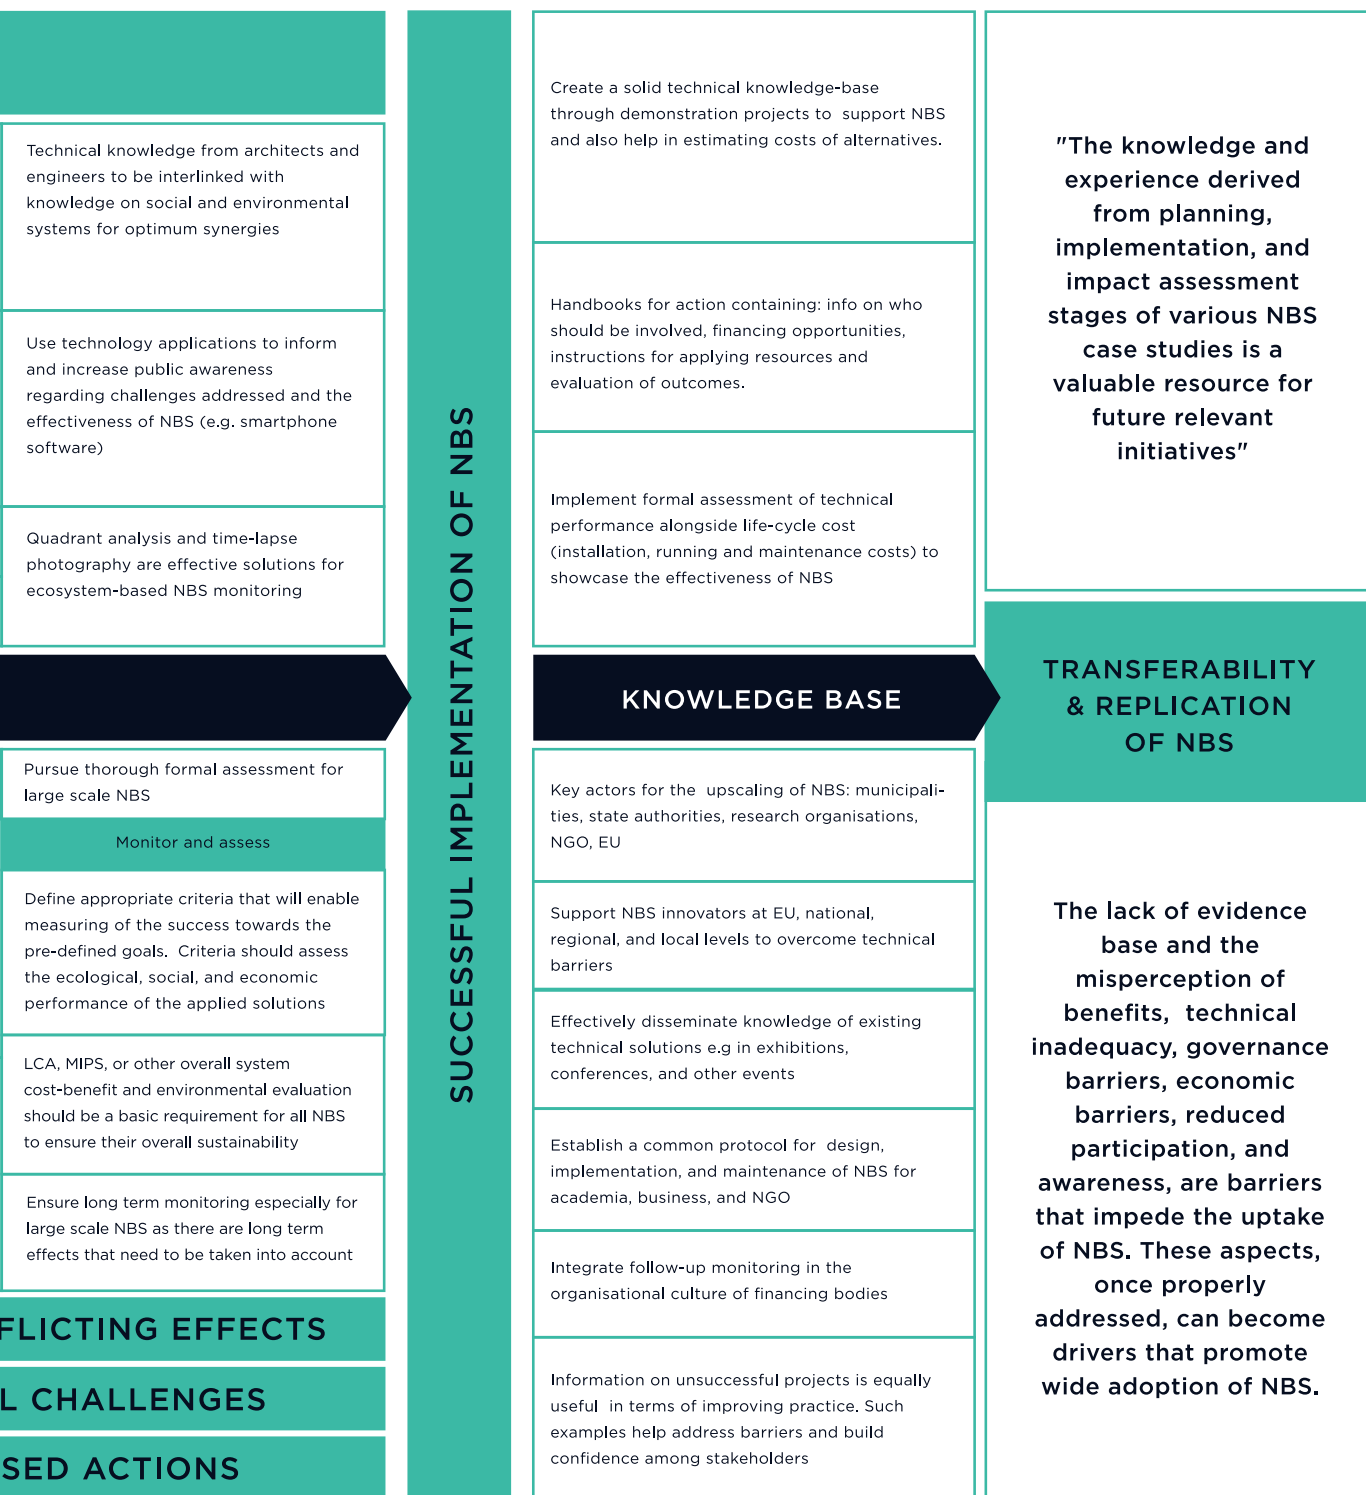 Technical knowledge from architects and
engineers to be interlinked with
knowledge on social and environmental
systems for optimum synergies
Use technology applications to inform
and increase public awareness
regarding challenges addressed and the
effectiveness of NBS (e.g. smartphone
software)
Quadrant analysis and time-lapse
photography are effective solutions for
ecosystem-based NBS monitoring
Pursue thorough formal assessment for
large scale NBS
Monitor and assess
Define appropriate criteria that will enable
measuring of the success towards the
pre-defined goals. Criteria should assess
the ecological, social, and economic
performance of the applied solutions
LCA, MIPS, or other overall system
cost-benefit and environmental evaluation
should be a basic requirement for all NBS
to ensure their overall sustainability
Ensure long term monitoring especially for
large scale NBS as there are long term
effects that need to be taken into account
FLICTING EFFECTS
L CHALLENGES
SED ACTIONS
SUCCESSFUL IMPLEMENTATION OF NBS
Create a solid technical knowledge-base
through demonstration projects to support NBS
and also help in estimating costs of alternatives.
Handbooks for action containing: info on who
should be involved, financing opportunities,
instructions for applying resources and
evaluation of outcomes.
Implement formal assessment of technical
performance alongside life-cycle cost
(installation, running and maintenance costs) to
showcase the effectiveness of NBS
KNOWLEDGE BASE
Key actors for the upscaling of NBS: municipali-
ties, state authorities, research organisations,
NGO, EU
Support NBS innovators at EU, national,
regional, and local levels to overcome technical
barriers
Effectively disseminate knowledge of existing
technical solutions e.g in exhibitions,
conferences, and other events
Establish a common protocol for design,
implementation, and maintenance of NBS for
academia, business, and NGO
Integrate follow-up monitoring in the
organisational culture of financing bodies
Information on unsuccessful projects is equally
useful in terms of improving practice. Such
examples help address barriers and build
confidence among stakeholders
"The knowledge and
experience derived
from planning,
implementation, and
impact assessment
stages of various NBS
case studies is a
valuable resource for
future relevant
initiatives"
TRANSFERABILITY
& REPLICATION
OF NBS
The lack of evidence
base and the
misperception of
benefits, technical
inadequacy, governance
barriers, economic
barriers, reduced
participation, and
awareness, are barriers
that impede the uptake
of NBS. These aspects,
once properly
addressed, can become
drivers that promote
wide adoption of NBS.